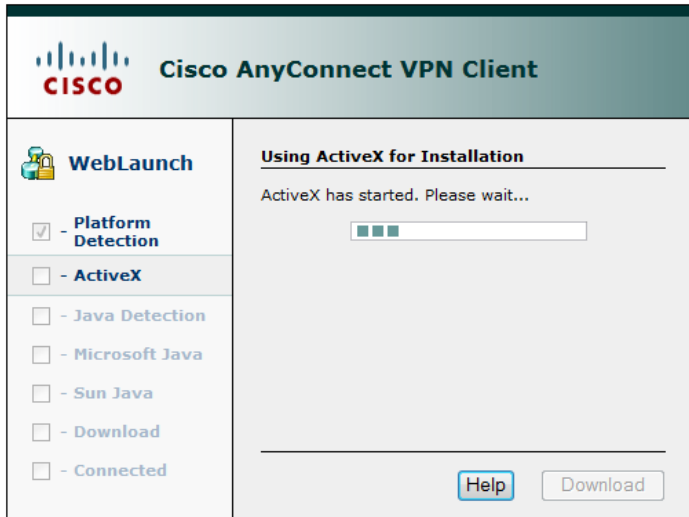 CISCO
Cisco AnyConnect VPN Client
WebLaunch
- Platform
Detection
- ActiveX
- Java Detection
- Microsoft Java
- Sun Java
- Download
- Connected
Using ActiveX for Installation
ActiveX has started. Please wait...
Help
Download